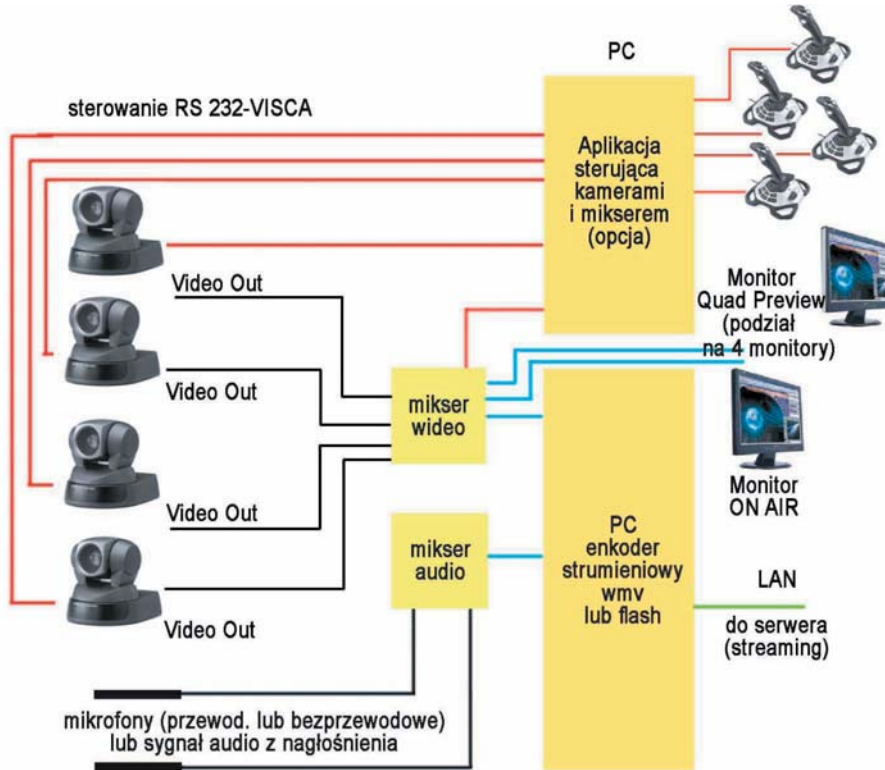 PC
sterowanie RS 232-VISCA
Aplikacja
sterująca
kamerami
i mikserem
(opcja)
Video Out
Monitor
Quad Preview
(podział
na 4 monitory)
Video Out
mikser
wideo
Monitor
ON AIR
Video Out
mikser
audio
PC
enkoder
strumieniowy
wmv
lub flash
LAN
do serwera
(streaming)
Video Out
mikrofony (przewod. lub bezprzewodowe)
lub sygnał audio z nagłośnienia